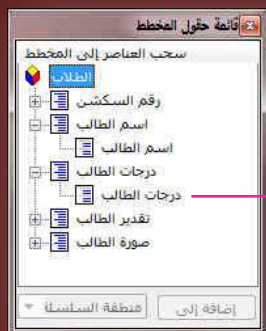 قائمة حقول المخطط
سحب العناصر إلى المخطط
الطلاب
رقم السكشن
اسم الطالب
اسم الطالب
درجات الطالب
درجات الطالب
تقدير الطالب
صورة الطالب
إضافة إلى منطقة السلسلة